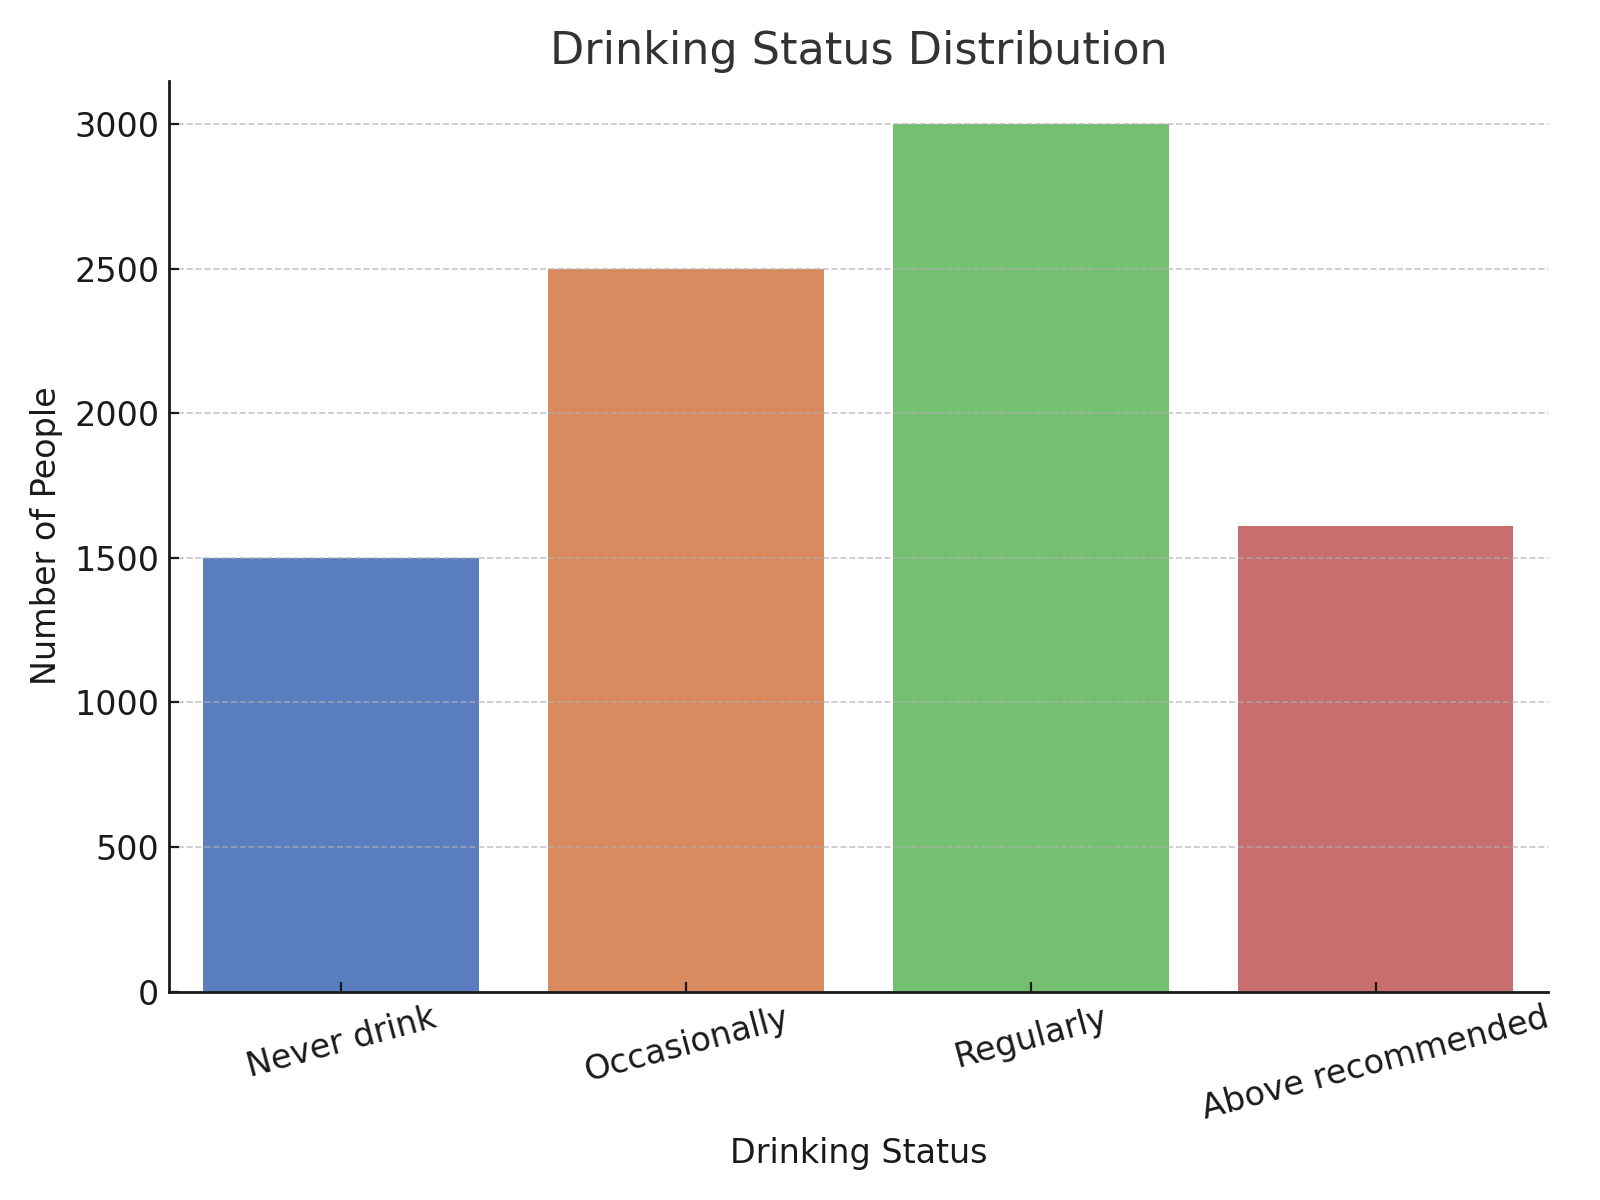 Drinking Status Distribution
Number of People
3000
2500
2000
1500
1000
500
0
Never drink
Occasionally
Regularly
Above recommended
Drinking Status